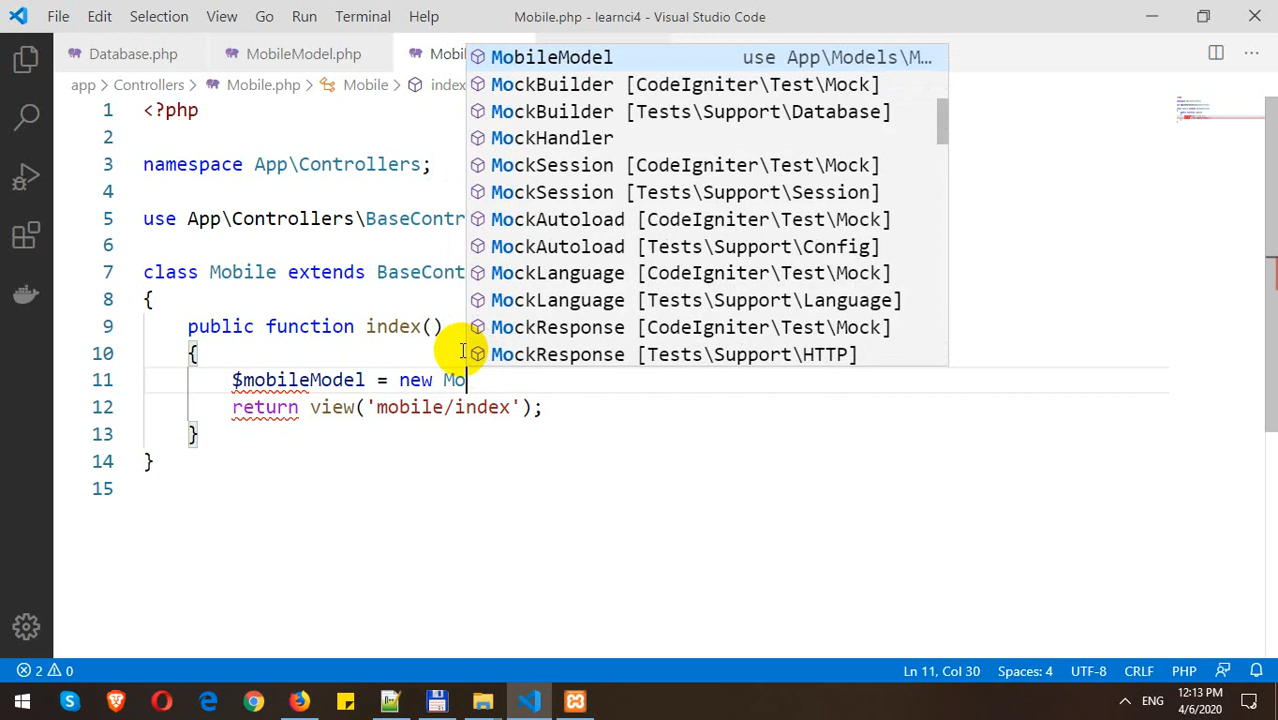 File Edit Selection View Go Run Terminal Help Mobile.php - learnci4 - Visual Studio Code
Database.php MobileModel.php Mobil
app > Controllers > Mobile.php > Mobile > index
MobileModel use App\Models\M…
MockBuilder [CodeIgniter\Test\Mock]
MockBuilder [Tests\Support\Database]
MockHandler
MockSession [CodeIgniter\Test\Mock]
MockSession [Tests\Support\Session]
MockAutoload [CodeIgniter\Test\Mock]
MockAutoload [Tests\Support\Config]
MockLanguage [CodeIgniter\Test\Mock]
MockLanguage [Tests\Support\Language]
MockResponse [CodeIgniter\Test\Mock]
MockResponse [Tests\Support\HTTP]
1 <?php
2
3 namespace App\Controllers;
4
5 use App\Controllers\BaseContr
6
7 class Mobile extends BaseCont
8 {
9 public function index()
10 {
11 $mobileModel = new Mo
12 return view('mobile/index');
13 }
14 }
15
2 0 Ln 11, Col 30 Spaces: 4 UTF-8 CRLF PHP
ENG 12:13 PM
4/6/2020